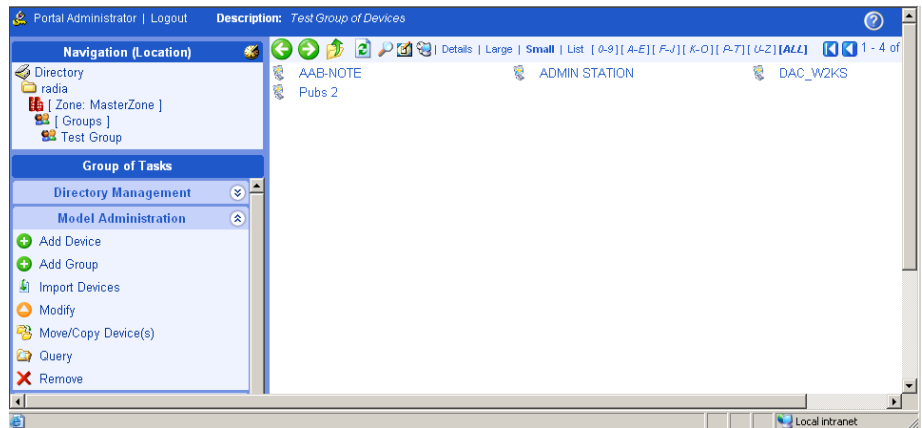 Portal Administrator | Logout Description: Test Group of Devices
Navigation (Location)
Details | Large | Small | List [0-9][A-E][F-J][K-O][P-T][U-Z][ALL] 1 - 4 of
Directory
radia
[ Zone: MasterZone ]
[ Groups ]
Test Group
AAB-NOTE ADMIN STATION DAC_W2KS
Pubs 2
Group of Tasks
Directory Management
Model Administration
Add Device
Add Group
Import Devices
Modify
Move/Copy Device(s)
Query
Remove
Local intranet